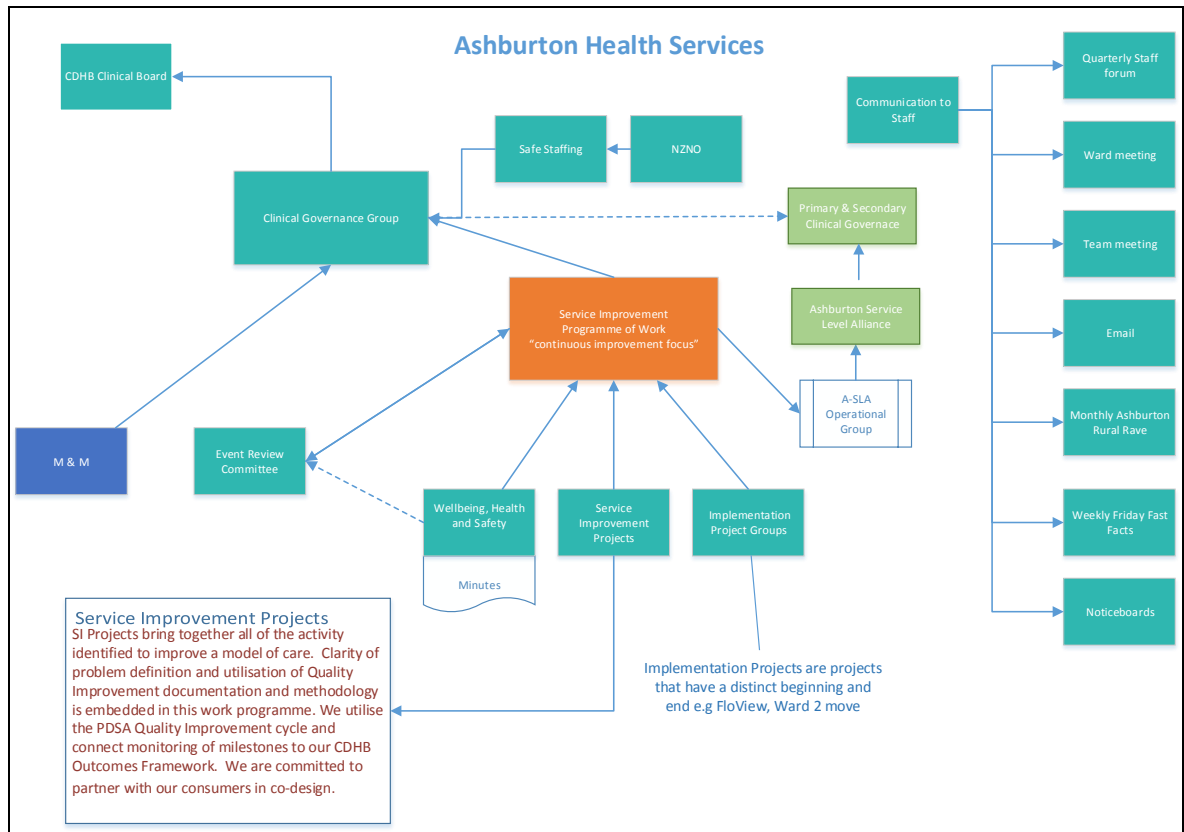 Ashburton Health Services
CDHB Clinical Board
Safe Staffing
NZNO
Clinical Governance Group
Primary & Secondary
Clinical Governace
Ashburton Service
Level Alliance
Service Improvement
Programme of Work
“continuous improvement focus”
A-SLA
Operational
Group
M & M
Event Review
Committee
Wellbeing, Health
and Safety
Minutes
Service
Improvement
Projects
Implementation
Project Groups
Service Improvement Projects
SI Projects bring together all of the activity
identified to improve a model of care.  Clarity of
problem definition and utilisation of Quality
Improvement documentation and methodology
is embedded in this work programme. We utilise
the PDSA Quality Improvement cycle and
connect monitoring of milestones to our CDHB
Outcomes Framework.  We are committed to
partner with our consumers in co-design.
Implementation Projects are projects
that have a distinct beginning and
end e.g FloView, Ward 2 move
Communication to
Staff
Quarterly Staff
forum
Ward meeting
Team meeting
Email
Monthly Ashburton
Rural Rave
Weekly Friday Fast
Facts
Noticeboards